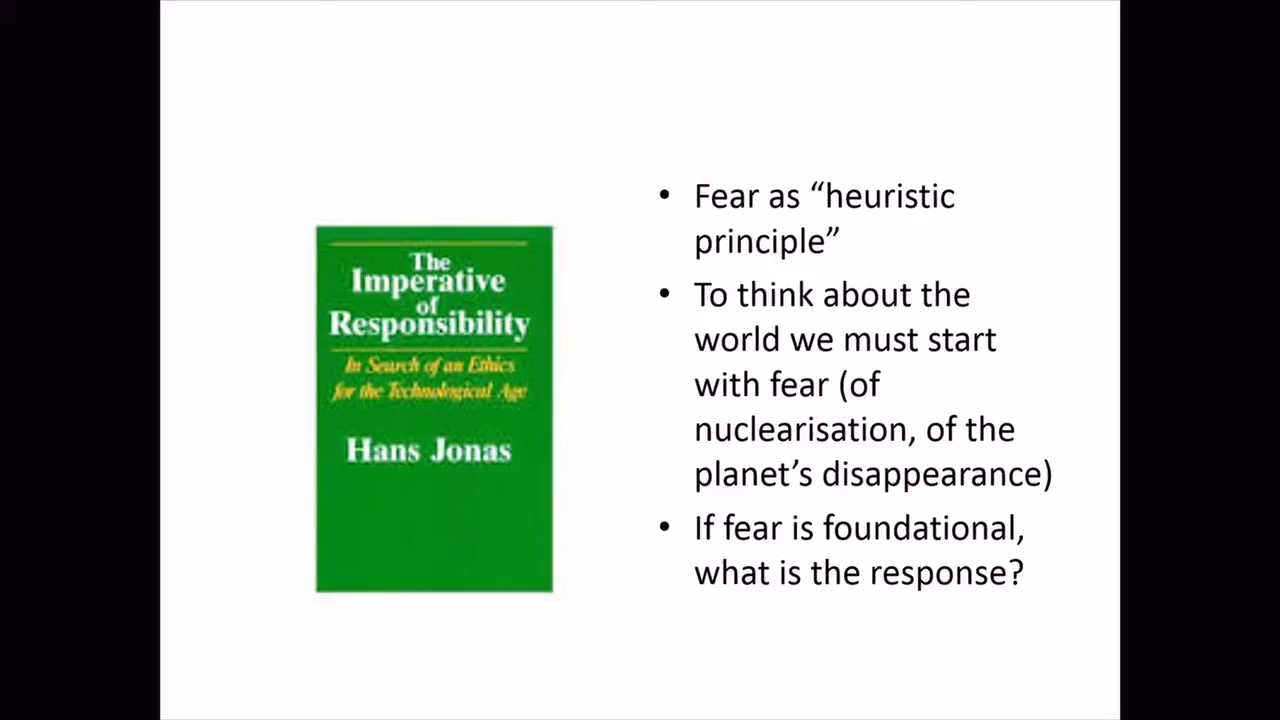 The
Imperative
of
Responsibility
In Search of an Ethics
for the Technological Age
Hans Jonas
• Fear as “heuristic
principle”
• To think about the
world we must start
with fear (of
nuclearisation, of the
planet’s disappearance)
• If fear is foundational,
what is the response?